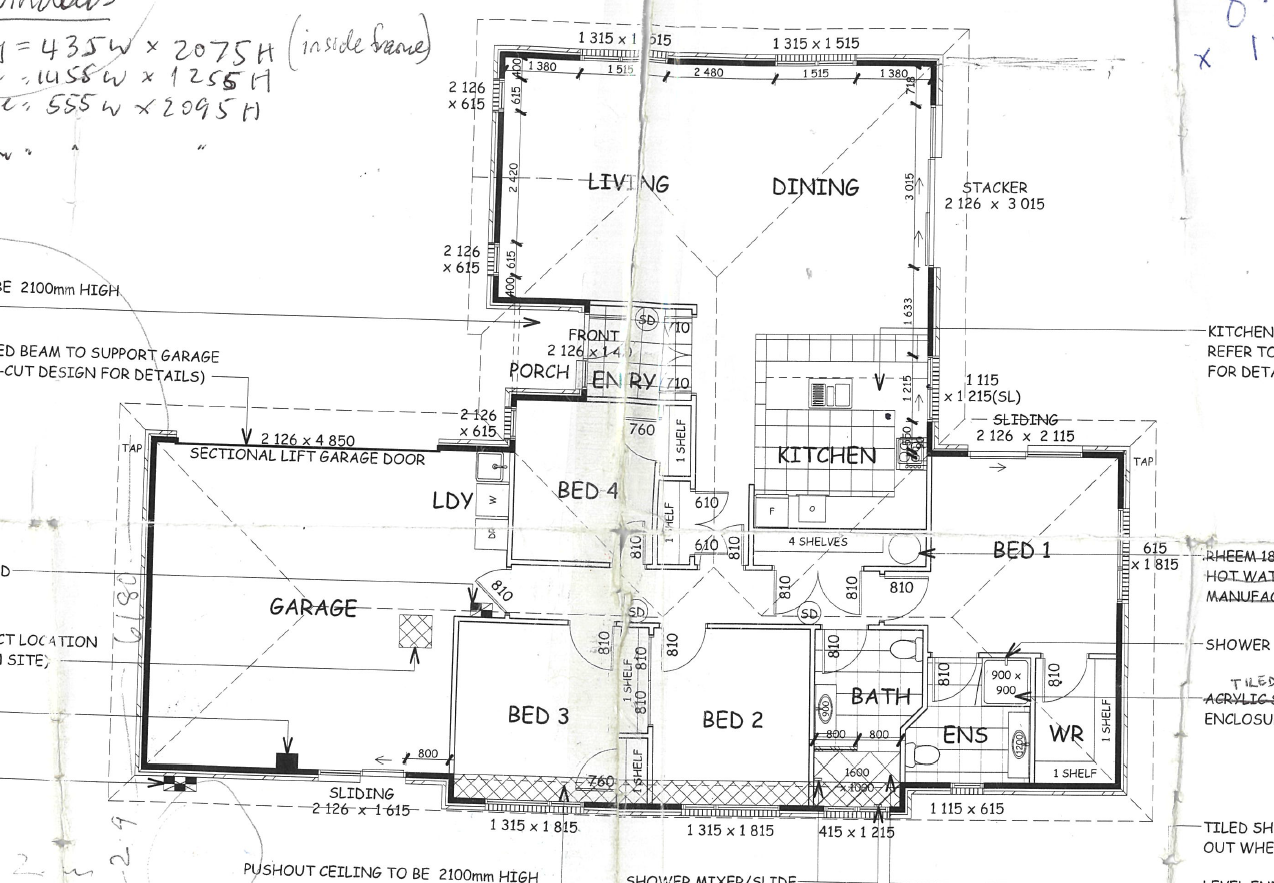 = 435W x 2075H (inside frame)
1455W x 1255H
555W x 2095H
1 315 x 1 515
1 315 x 1 515
1 380
1 515
2 480
1 515
1 380
400
615
718
2 126
x 615
2 420
LIVING
DINING
3 015
STACKER
2 126 x 3 015
2 126
x 615
615
400
1 633
BE 2100mm HIGH
SD
710
FRONT
2 126 x 1 4
PORCH
ENTRY
710
KITCHEN
REFER TO
FOR DETA
ED BEAM TO SUPPORT GARAGE
-CUT DESIGN FOR DETAILS)
1 215
1 115
x 1 215(SL)
2 126
x 615
760
1 SHELF
SLIDING
2 126 x 2 115
TAP
2 126 x 4 850
SECTIONAL LIFT GARAGE DOOR
KITCHEN
TAP
LDY
W
BED 4
1 SHELF
610
F
O
610
810
810
4 SHELVES
BED 1
615
x 1 815
RHEEM 18
HOT WAT
MANUFAC
D
810
810
810
810
GARAGE
SD
SD
6180
CT LOCATION
SITE)
810
810
810
810
SHOWER
1 SHELF
810
810
810
900 x
900
TILED
ACRYLIC S
ENCLOSU
BED 3
BED 2
900
BATH
ENS
1200
WR
1 SHELF
800
800
800
760
1 SHELF
1600
x 1000
1 SHELF
SLIDING
2 126 x 1 615
1 315 x 1 815
1 315 x 1 815
415 x 1 215
1 115 x 615
29
TILED SH
OUT WHE
PUSHOUT CEILING TO BE 2100mm HIGH
SHOWER MIXER/SLIDE